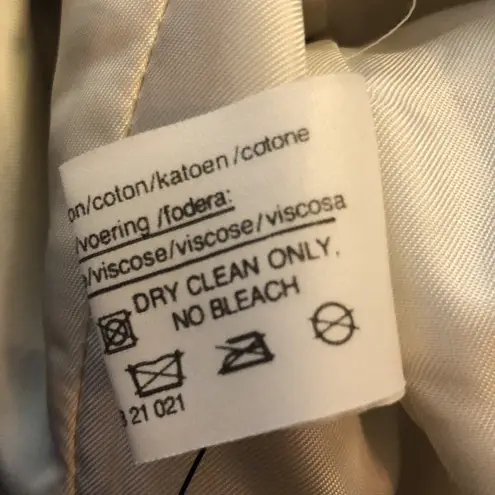 on/coton/katoen/cotone
/voering /fodera:
/viscose/viscose/viscosa
DRY CLEAN ONLY,
NO BLEACH
21 021